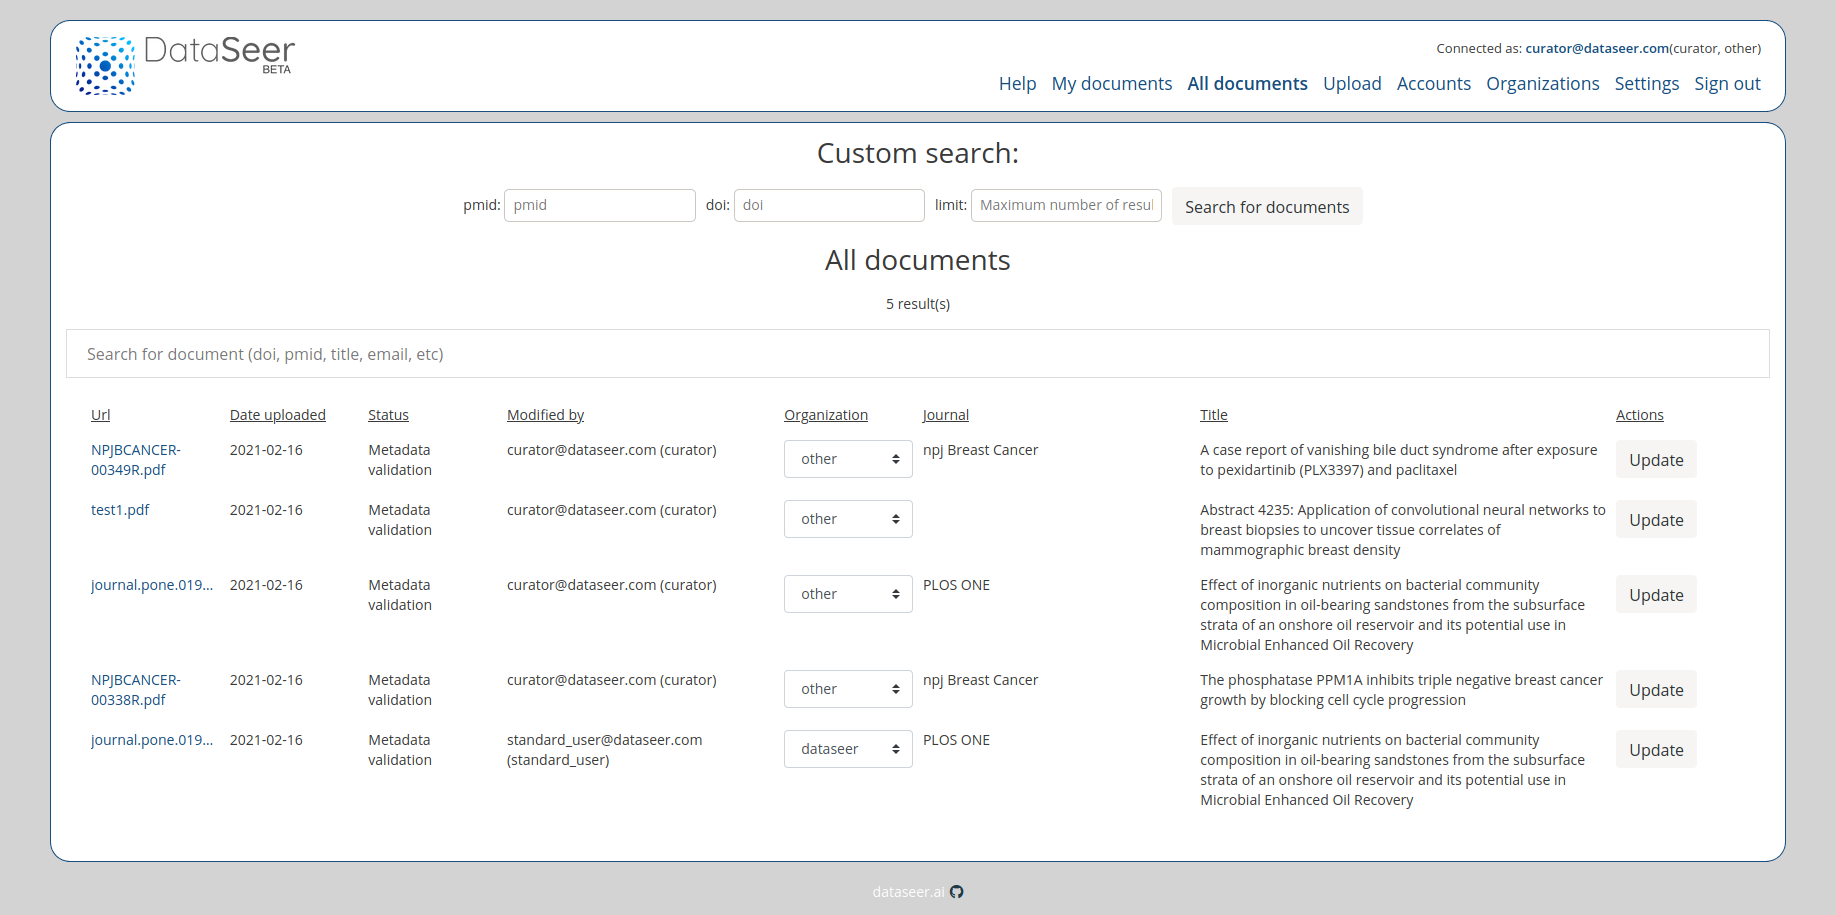 DataSeer
BETA
Connected as: curator@dataseer.com(curator, other)
Help My documents All documents Upload Accounts Organizations Settings Sign out
Custom search:
pmid: pmid doi: doi limit: Maximum number of resul Search for documents
All documents
5 result(s)
Search for document (doi, pmid, title, email, etc)
Url Date uploaded Status Modified by Organization Journal Title Actions
NPJBCANCER- 2021-02-16 Metadata curator@dataseer.com (curator) other npj Breast Cancer A case report of vanishing bile duct syndrome after exposure Update
00349R.pdf validation to pexidartinib (PLX3397) and paclitaxel
test1.pdf 2021-02-16 Metadata curator@dataseer.com (curator) other Abstract 4235: Application of convolutional neural networks to Update
validation breast biopsies to uncover tissue correlates of
mammographic breast density
journal.pone.019... 2021-02-16 Metadata curator@dataseer.com (curator) other PLOS ONE Effect of inorganic nutrients on bacterial community Update
validation composition in oil-bearing sandstones from the subsurface
strata of an onshore oil reservoir and its potential use in
Microbial Enhanced Oil Recovery
NPJBCANCER- 2021-02-16 Metadata curator@dataseer.com (curator) other npj Breast Cancer The phosphatase PPM1A inhibits triple negative breast cancer Update
00338R.pdf validation growth by blocking cell cycle progression
journal.pone.019... 2021-02-16 Metadata standard_user@dataseer.com dataseer PLOS ONE Effect of inorganic nutrients on bacterial community Update
validation (standard_user) composition in oil-bearing sandstones from the subsurface
strata of an onshore oil reservoir and its potential use in
Microbial Enhanced Oil Recovery
dataseer.ai